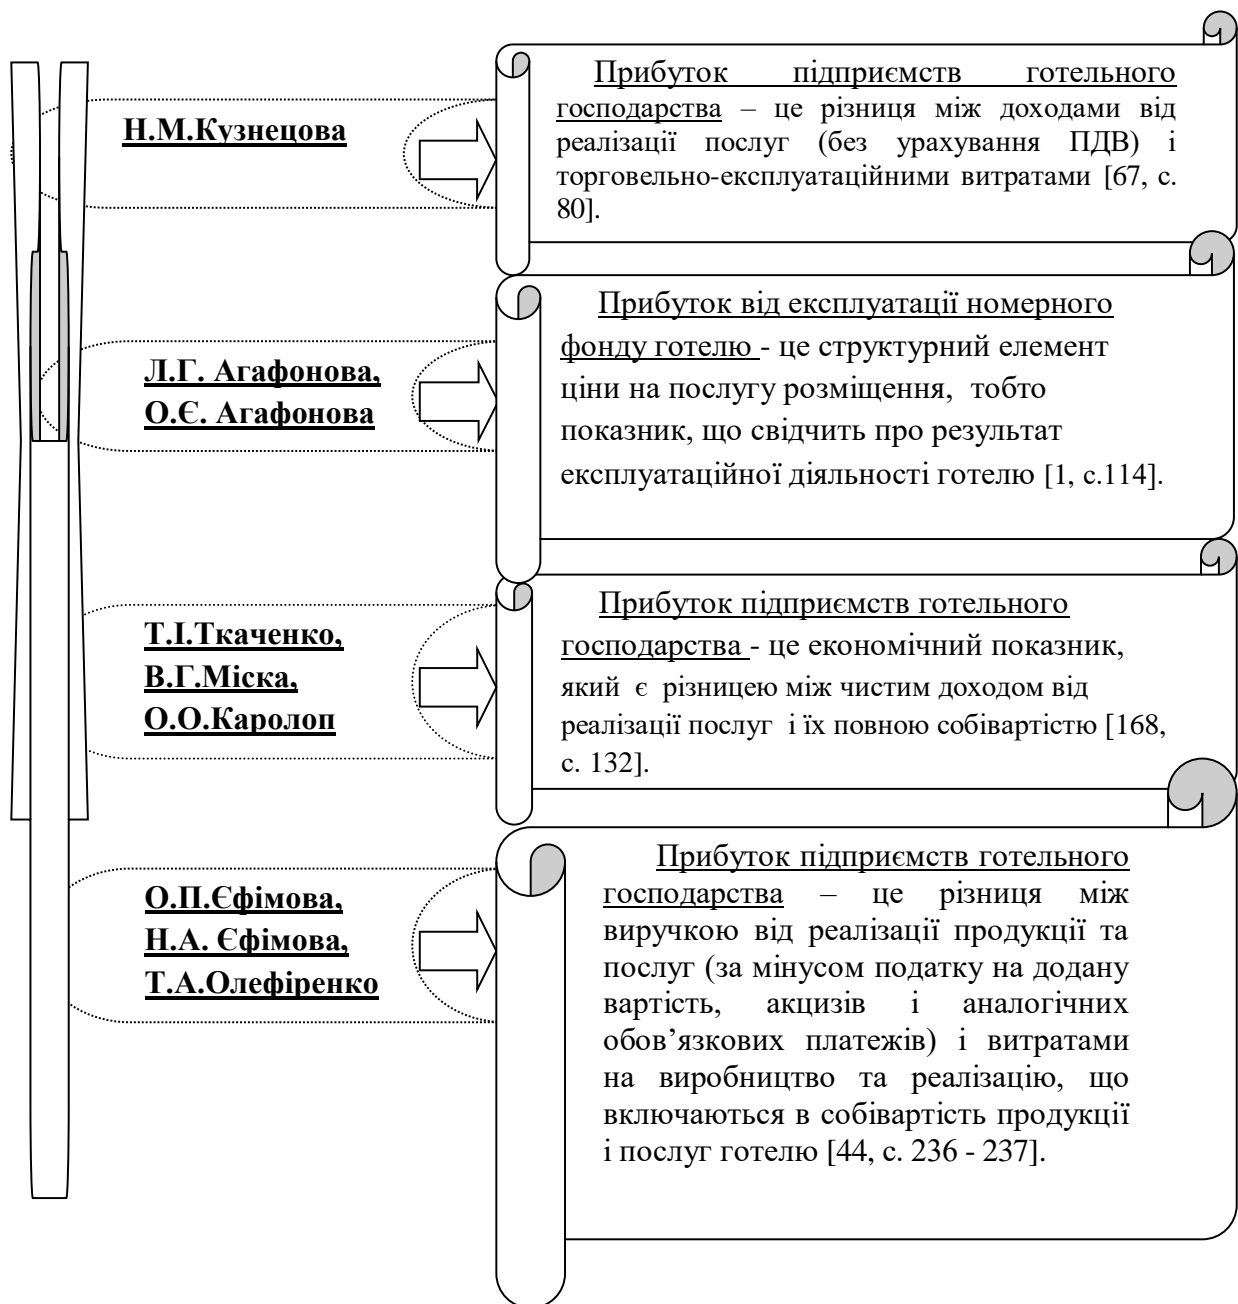 Н.М.Кузнецова
Прибуток підприємств готельного
господарства – це різниця між доходами від
реалізації послуг (без урахування ПДВ) і
торговельно-експлуатаційними витратами [67, с.
80].
Л.Г. Агафонова,
О.Є. Агафонова
Прибуток від експлуатації номерного
фонду готелю - це структурний елемент
ціни на послугу розміщення, тобто
показник, що свідчить про результат
експлуатаційної діяльності готелю [1, с.114].
Т.І.Ткаченко,
В.Г.Міска,
О.О.Каролоп
Прибуток підприємств готельного
господарства - це економічний показник,
який є різницею між чистим доходом від
реалізації послуг і їх повною собівартістю [168,
с. 132].
О.П.Єфімова,
Н.А. Єфімова,
Т.А.Олефіренко
Прибуток підприємств готельного
господарства – це різниця між
виручкою від реалізації продукції та
послуг (за мінусом податку на додану
вартість, акцизів і аналогічних
обов’язкових платежів) і витратами
на виробництво та реалізацію, що
включаються в собівартість продукції
і послуг готелю [44, с. 236 - 237].